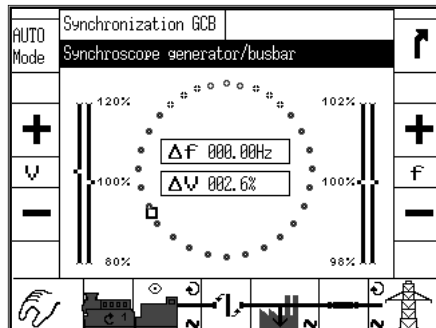 AUTO
Mode
Synchronization GCB
Synchroscope generator/busbar
120%
102%
Δf 000.00Hz
V
100%
ΔV 002.6%
100%
f
80%
98%
1